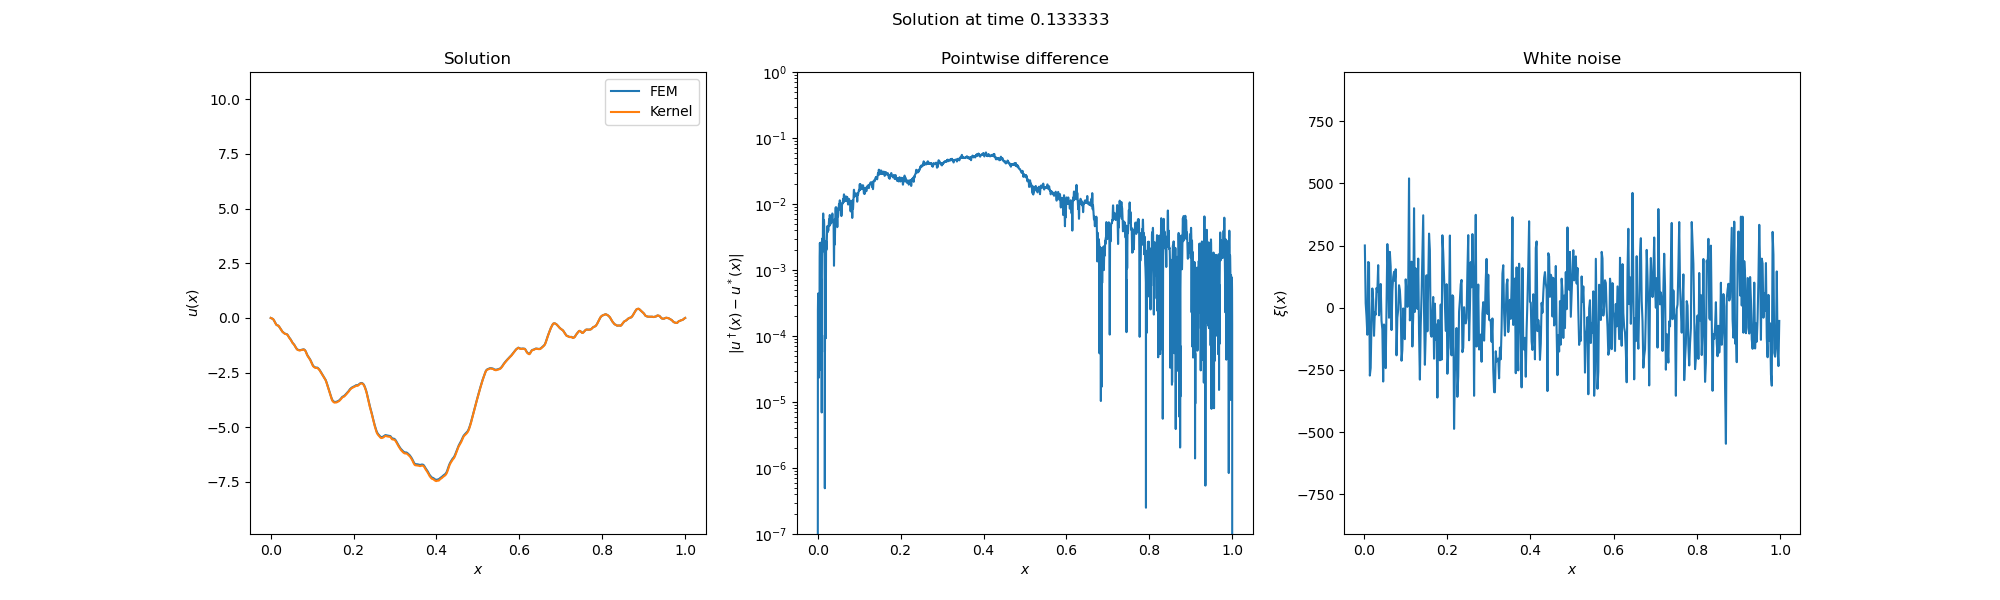 Solution at time 0.133333
Solution
10.0
7.5
5.0
2.5
0.0
−2.5
−5.0
−7.5
u(x)
0.0 0.2 0.4 0.6 0.8 1.0
x
FEM
Kernel
Pointwise difference
10⁰
10⁻¹
10⁻²
10⁻³
10⁻⁴
10⁻⁵
10⁻⁶
10⁻⁷
|u†(x) − u*(x)|
0.0 0.2 0.4 0.6 0.8 1.0
x
White noise
750
500
250
0
−250
−500
−750
ξ(x)
0.0 0.2 0.4 0.6 0.8 1.0
x